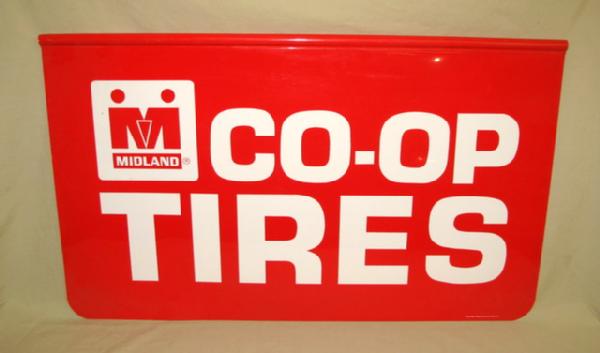 M
MIDLAND®
CO-OP
TIRES